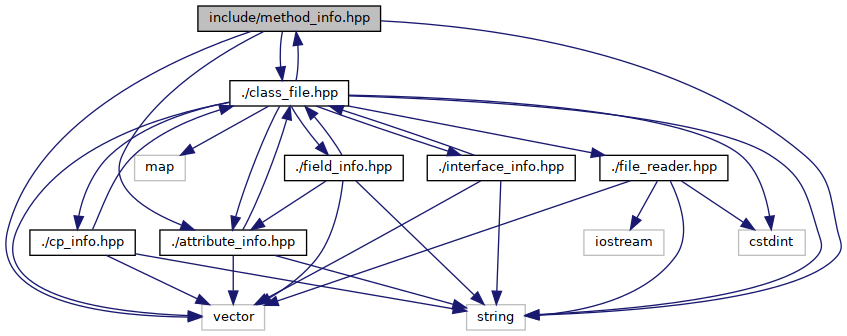 include/method_info.hpp
./class_file.hpp
map
./field_info.hpp
./interface_info.hpp
./file_reader.hpp
./cp_info.hpp
./attribute_info.hpp
iostream
cstdint
vector
string